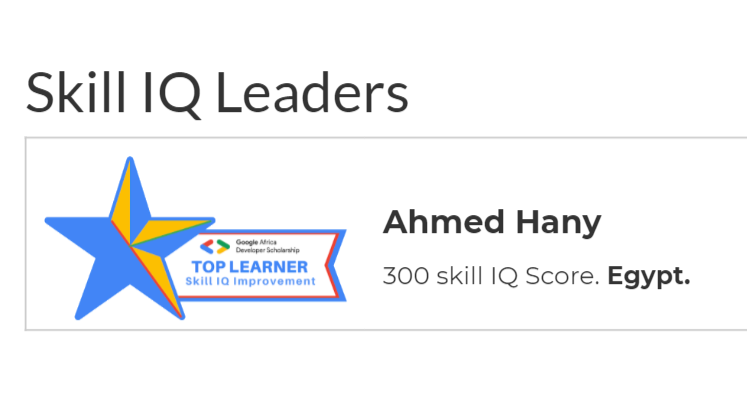 Skill IQ Leaders
Google Africa
Developer Scholarship
TOP LEARNER
Skill IQ Improvement
Ahmed Hany
300 skill IQ Score. Egypt.